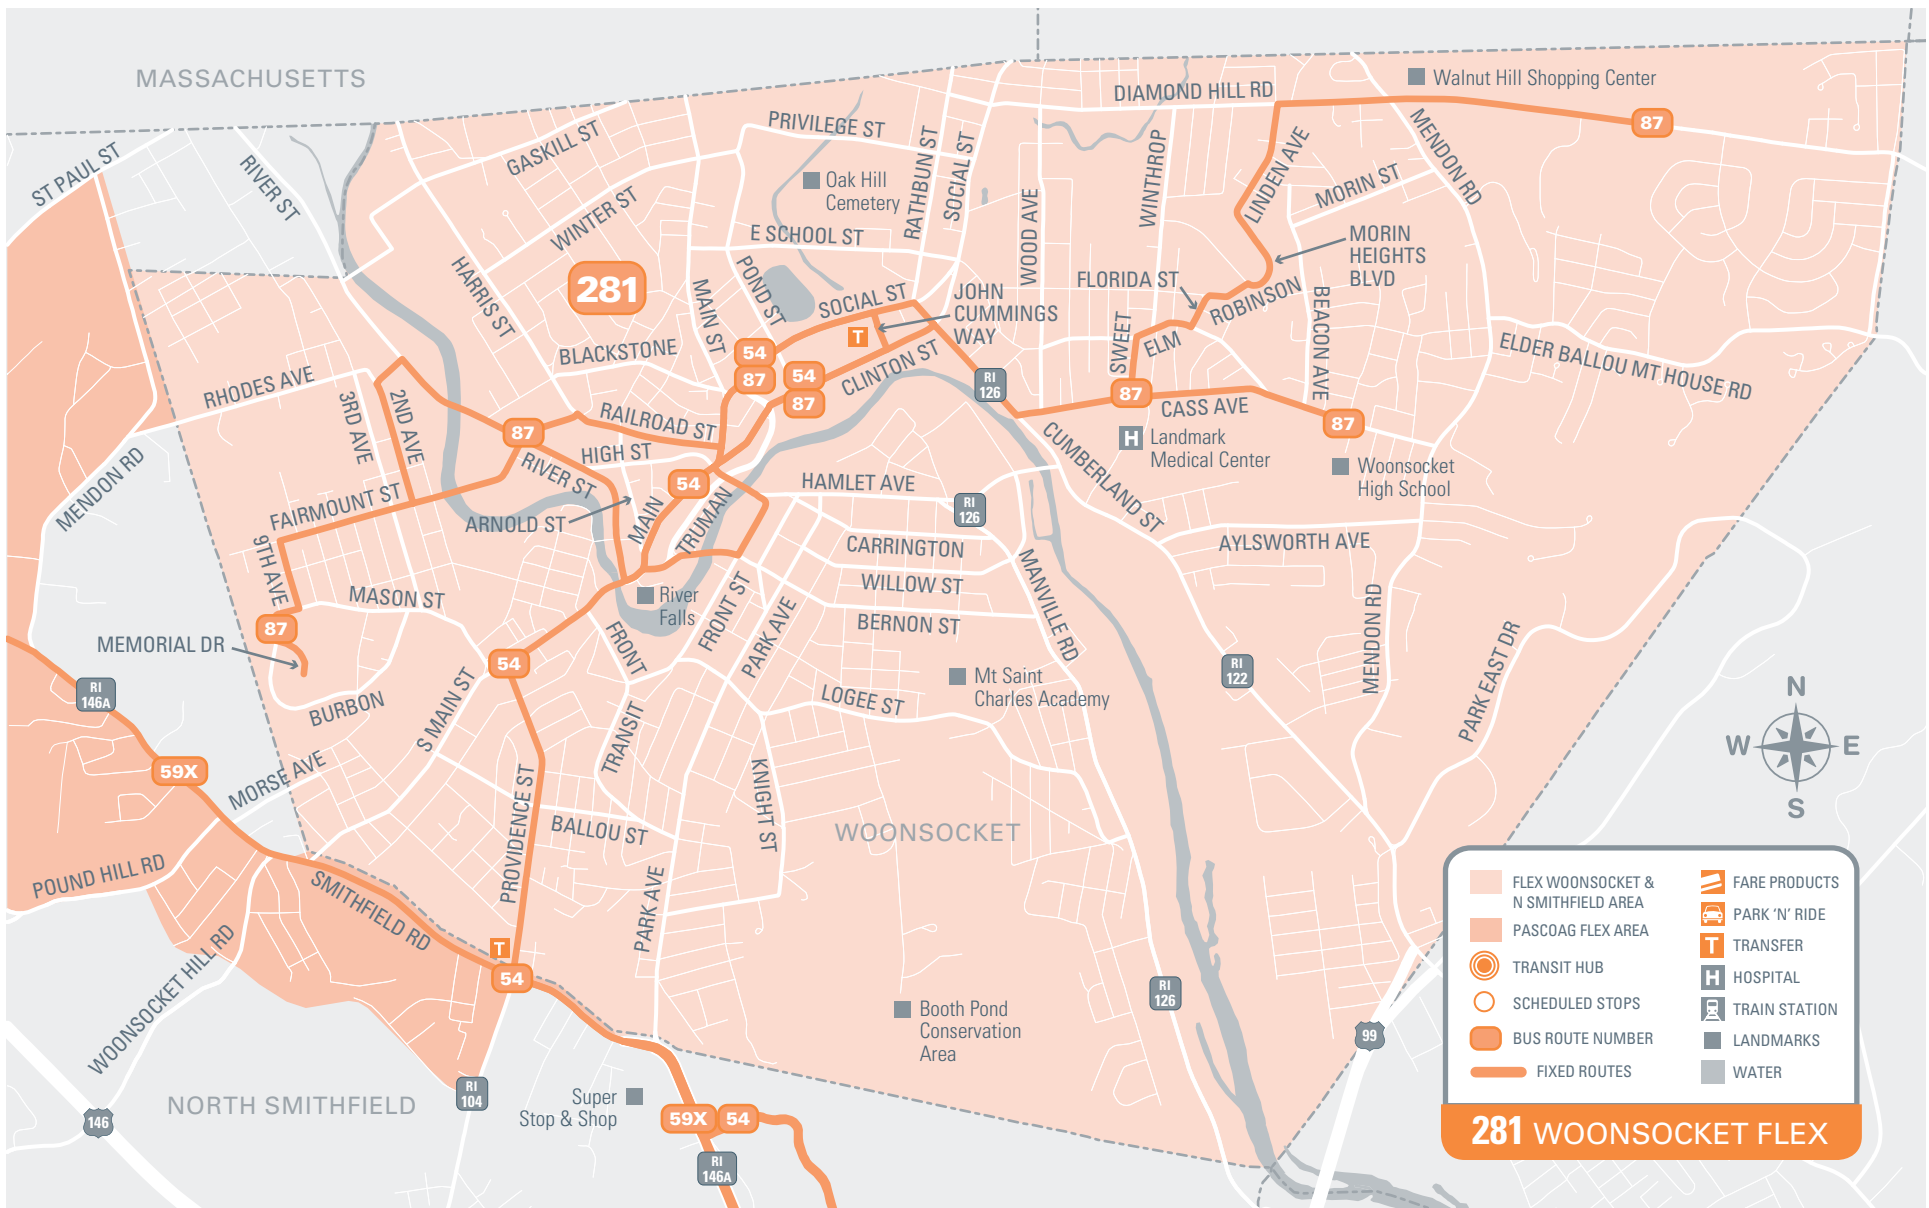 MASSACHUSETTS
ST PAUL ST
RIVER ST
GASKILL ST
PRIVILEGE ST
Oak Hill
Cemetery
RATHBUN ST
SOCIAL ST
DIAMOND HILL RD
Walnut Hill Shopping Center
87
MENDON RD
LINDEN AVE
MORIN ST
WINTHROP
WOOD AVE
MORIN
HEIGHTS
BLVD
WINTER ST
E SCHOOL ST
HARRIS ST
281
MAIN ST
POND ST
SOCIAL ST
JOHN
CUMMINGS
WAY
FLORIDA ST
ROBINSON
BEACON AVE
SWEET
ELM
ELDER BALLOU MT HOUSE RD
BLACKSTONE
T
54
87
54
87
CLINTON ST
RI
126
87
CASS AVE
87
RHODES AVE
3RD AVE
2ND AVE
87
RAILROAD ST
HIGH ST
RIVER ST
H
Landmark
Medical Center
CUMBERLAND ST
Woonsocket
High School
MENDON RD
FAIRMOUNT ST
ARNOLD ST
54
MAIN
TRUMAN
HAMLET AVE
RI
126
CARRINGTON
AYLSWORTH AVE
9TH AVE
MASON ST
WILLOW ST
BERNON ST
MANVILLE RD
MENDON RD
River
Falls
FRONT ST
PARK AVE
FRONT
87
MEMORIAL DR
54
RI
146A
BURBON
S MAIN ST
Mt Saint
Charles Academy
RI
122
PARK EAST DR
LOGEE ST
TRANSIT
59X
MORSE AVE
KNIGHT ST
N
W
E
S
PROVIDENCE ST
BALLOU ST
WOONSOCKET
POUND HILL RD
SMITHFIELD RD
PARK AVE
WOONSOCKET HILL RD
T
54
RI
126
Booth Pond
Conservation
Area
99
NORTH SMITHFIELD
146
RI
104
Super
Stop & Shop
59X
54
RI
146A
FLEX WOONSOCKET &
N SMITHFIELD AREA
PASCOAG FLEX AREA
TRANSIT HUB
SCHEDULED STOPS
BUS ROUTE NUMBER
FIXED ROUTES
FARE PRODUCTS
PARK ‘N’ RIDE
T
TRANSFER
H
HOSPITAL
TRAIN STATION
LANDMARKS
WATER
281 WOONSOCKET FLEX